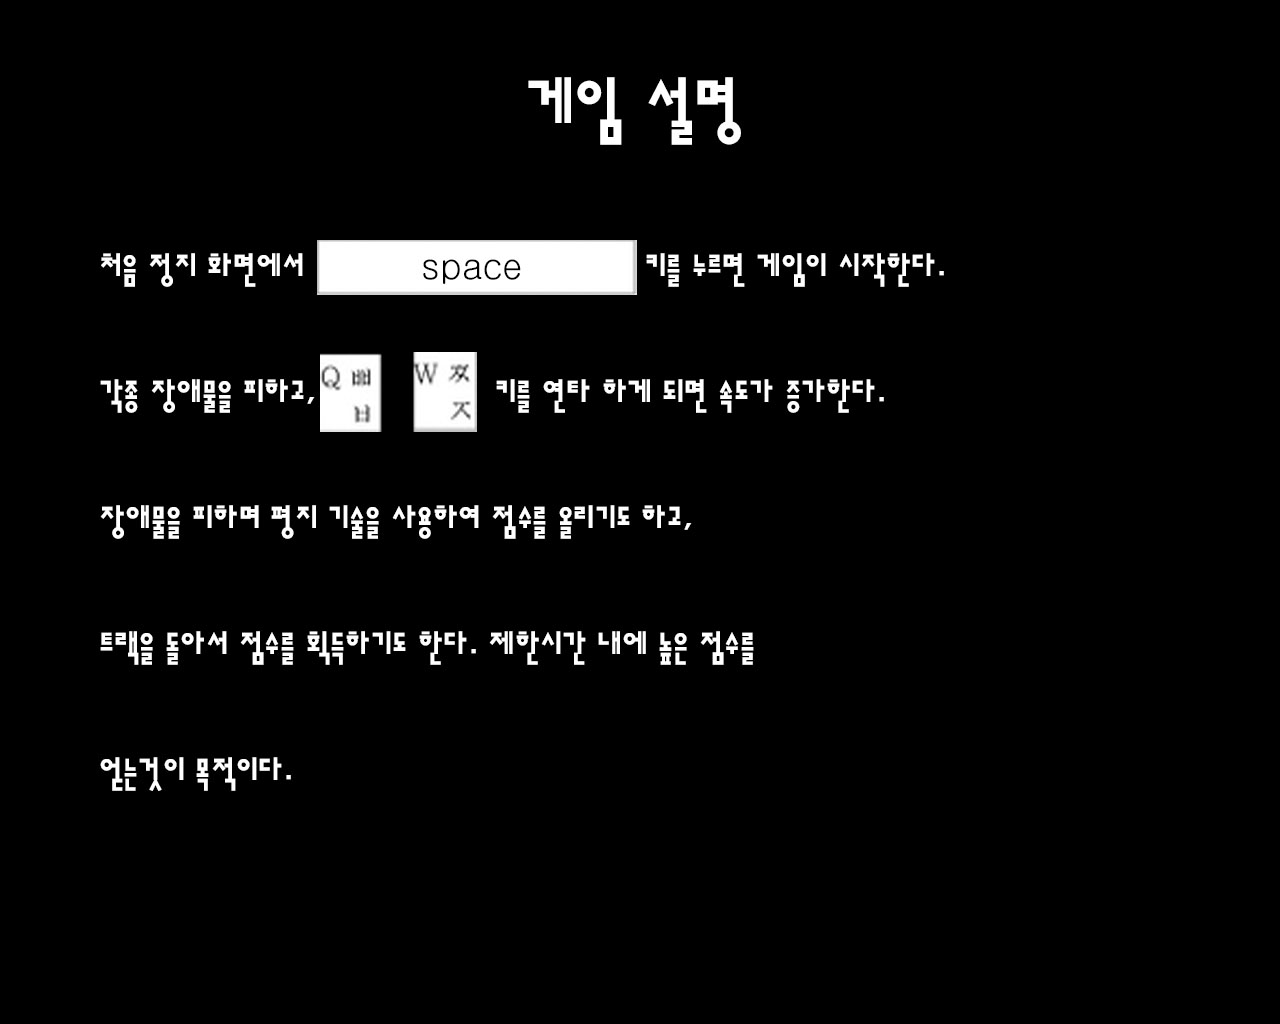 게임 설명
처음 정지 화면에서 space 키를 누르면 게임이 시작한다.
각종 장애물을 피하고, Q ㅃ ㅂ W ㅉ ㅈ 키를 연타 하게 되면 속도가 증가한다.
장애물을 피하며 평지 기술을 사용하여 점수를 올리기도 하고,
트랙을 돌아서 점수를 획득하기도 한다. 제한시간 내에 높은 점수를
얻는것이 목적이다.